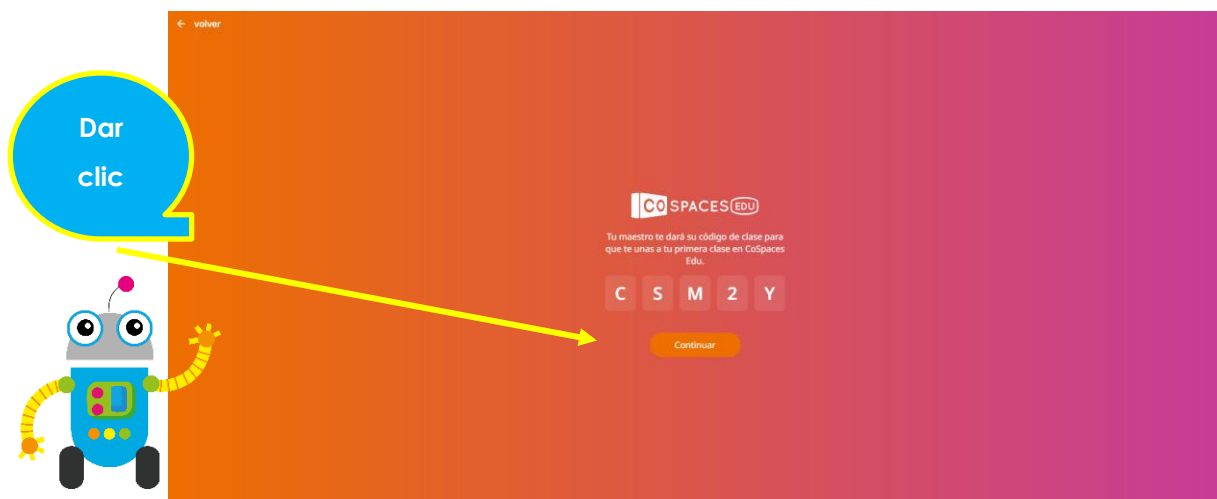 ← volver
Dar
clic
CO SPACES EDU
Tu maestro te dará su código de clase para
que te unas a tu primera clase en CoSpaces
Edu.
C S M 2 Y
Continuar